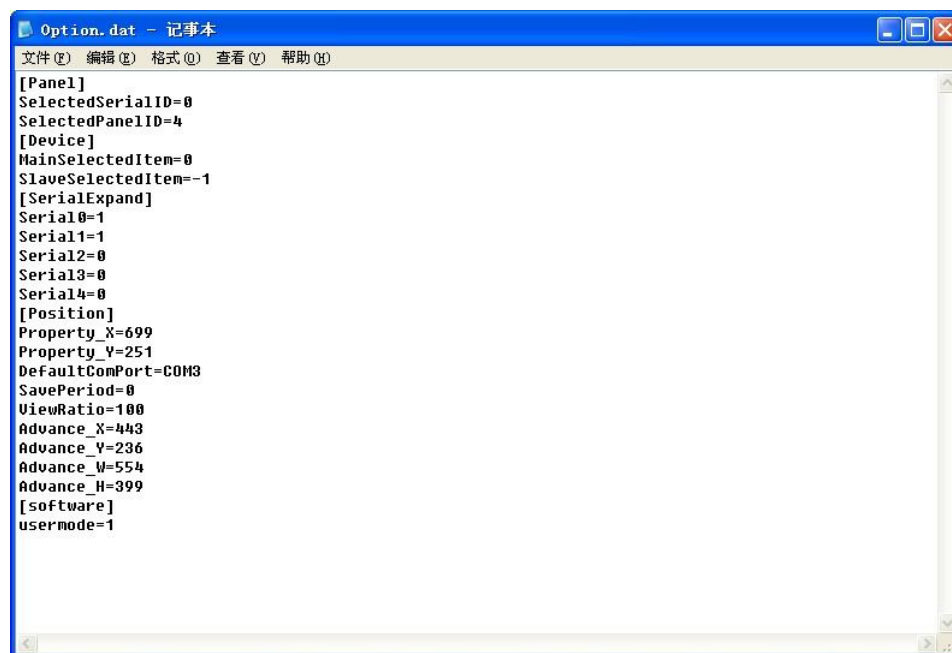 Option.dat - 记事本
文件(F) 编辑(E) 格式(O) 查看(V) 帮助(H)
[Panel]
SelectedSerialID=0
SelectedPanelID=4
[Device]
MainSelectedItem=0
SlaveSelectedItem=-1
[SerialExpand]
Serial0=1
Serial1=1
Serial2=0
Serial3=0
Serial4=0
[Position]
Property_X=699
Property_Y=251
DefaultComPort=COM3
SavePeriod=0
ViewRatio=100
Advance_X=443
Advance_Y=236
Advance_W=554
Advance_H=399
[software]
usermode=1